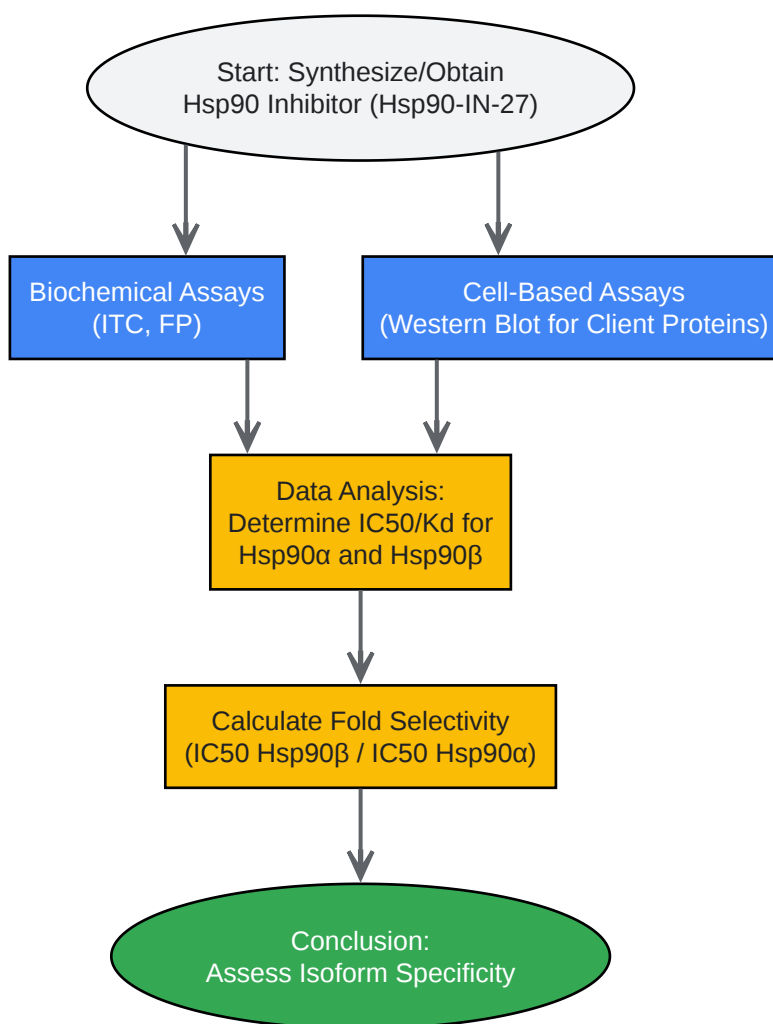 Start: Synthesize/Obtain
Hsp90 Inhibitor (Hsp90-IN-27)
Biochemical Assays
(ITC, FP)
Cell-Based Assays
(Western Blot for Client Proteins)
Data Analysis:
Determine IC50/Kd for
Hsp90α and Hsp90β
Calculate Fold Selectivity
(IC50 Hsp90β / IC50 Hsp90α)
Conclusion:
Assess Isoform Specificity